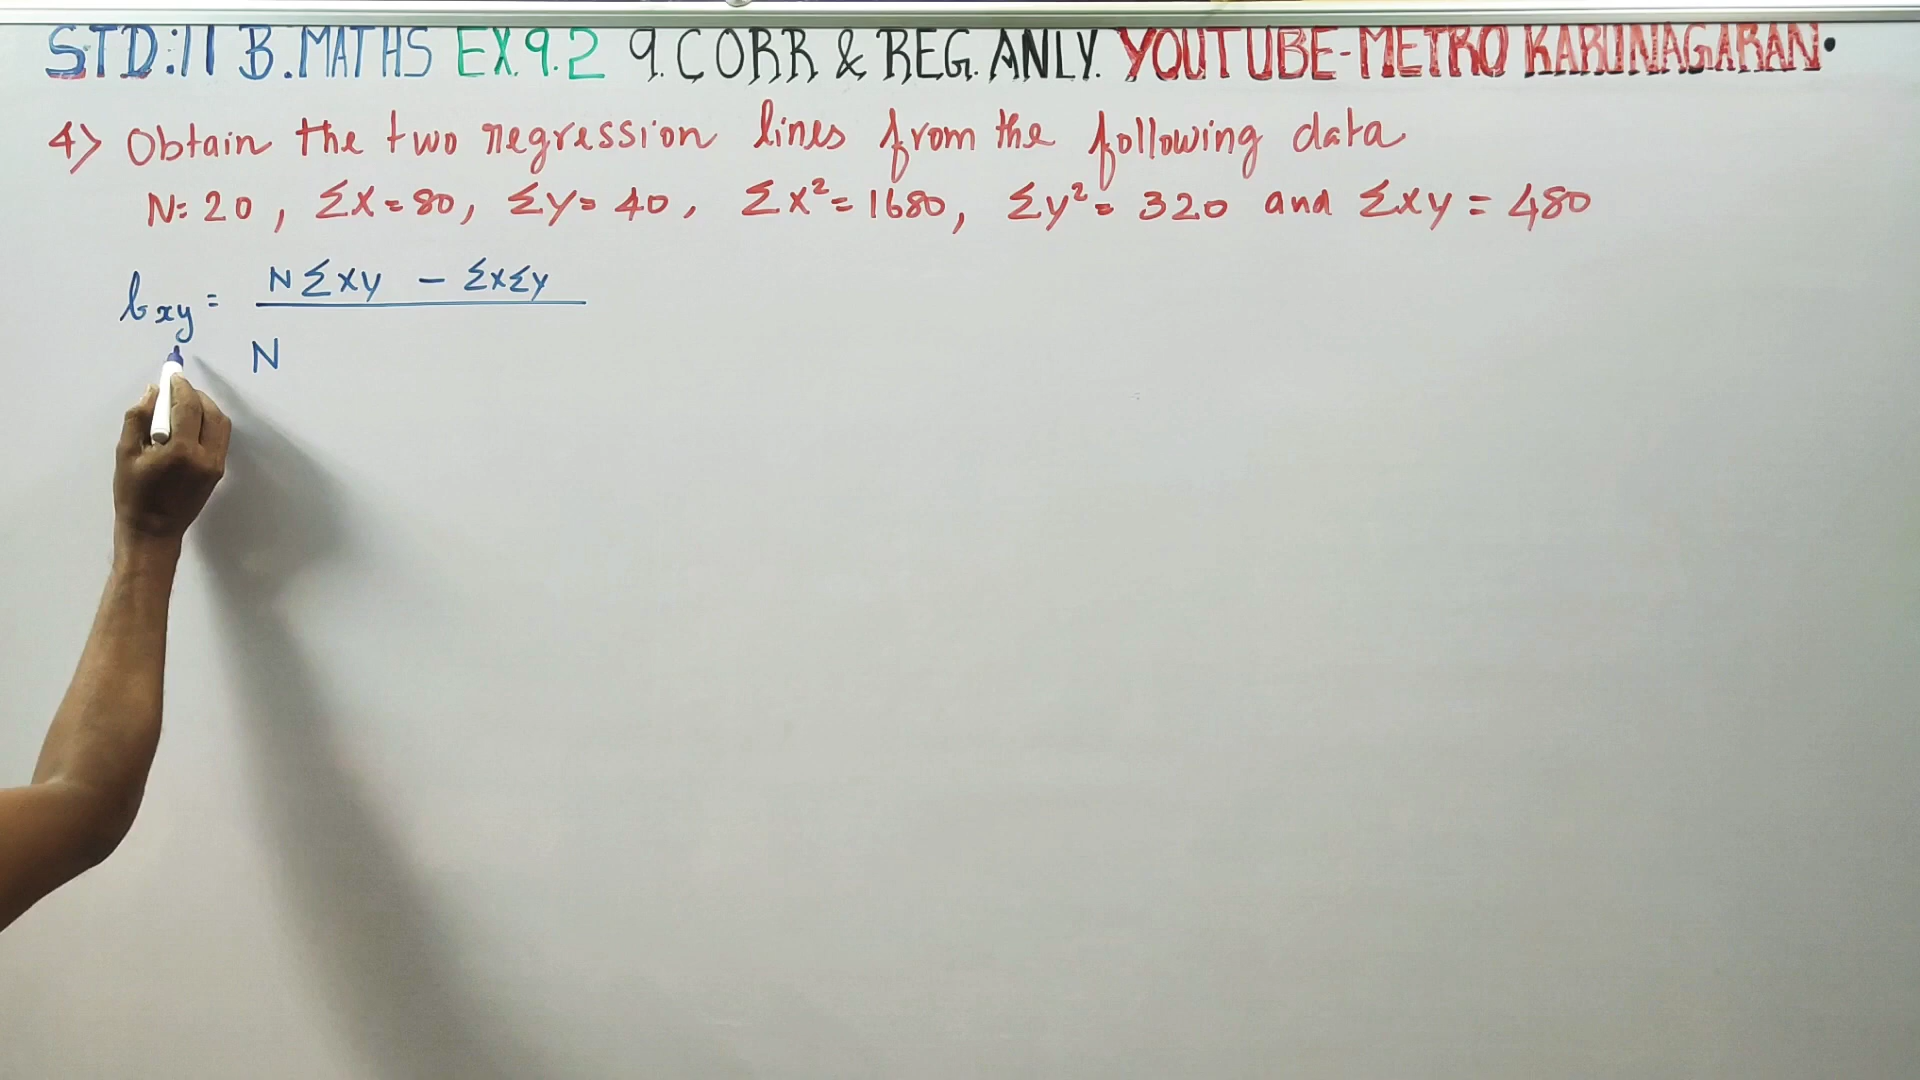 STD:11 B.MATHS EX.9.2 9.CORR & REG.ANLY. YOUTUBE-METRO KARUNAGARAN.
4) Obtain the two regression lines from the following data
N=20, ΣX=80, Σy=40, Σx²=1680, Σy²=320 and Σxy=480
bxy = NΣxy - ΣxΣy
N